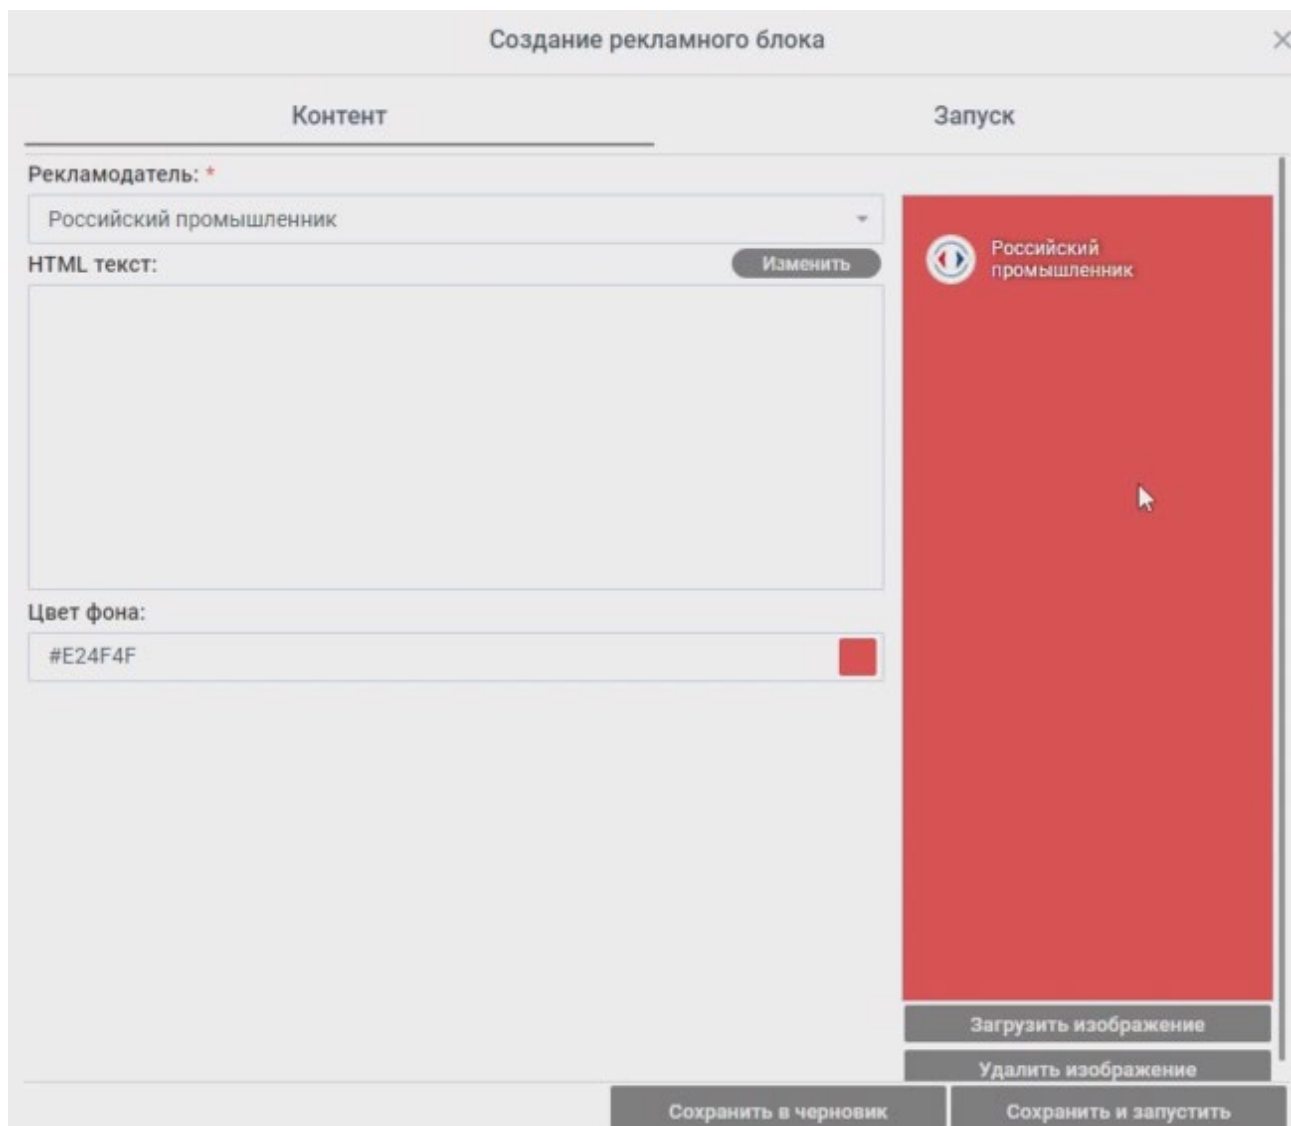 Создание рекламного блока
Контент
Запуск
Рекламодатель: *
Российский промышленник
HTML текст:
Изменить
Российский
промышленник
Цвет фона:
#E24F4F
Загрузить изображение
Удалить изображение
Сохранить в черновик
Сохранить и запустить